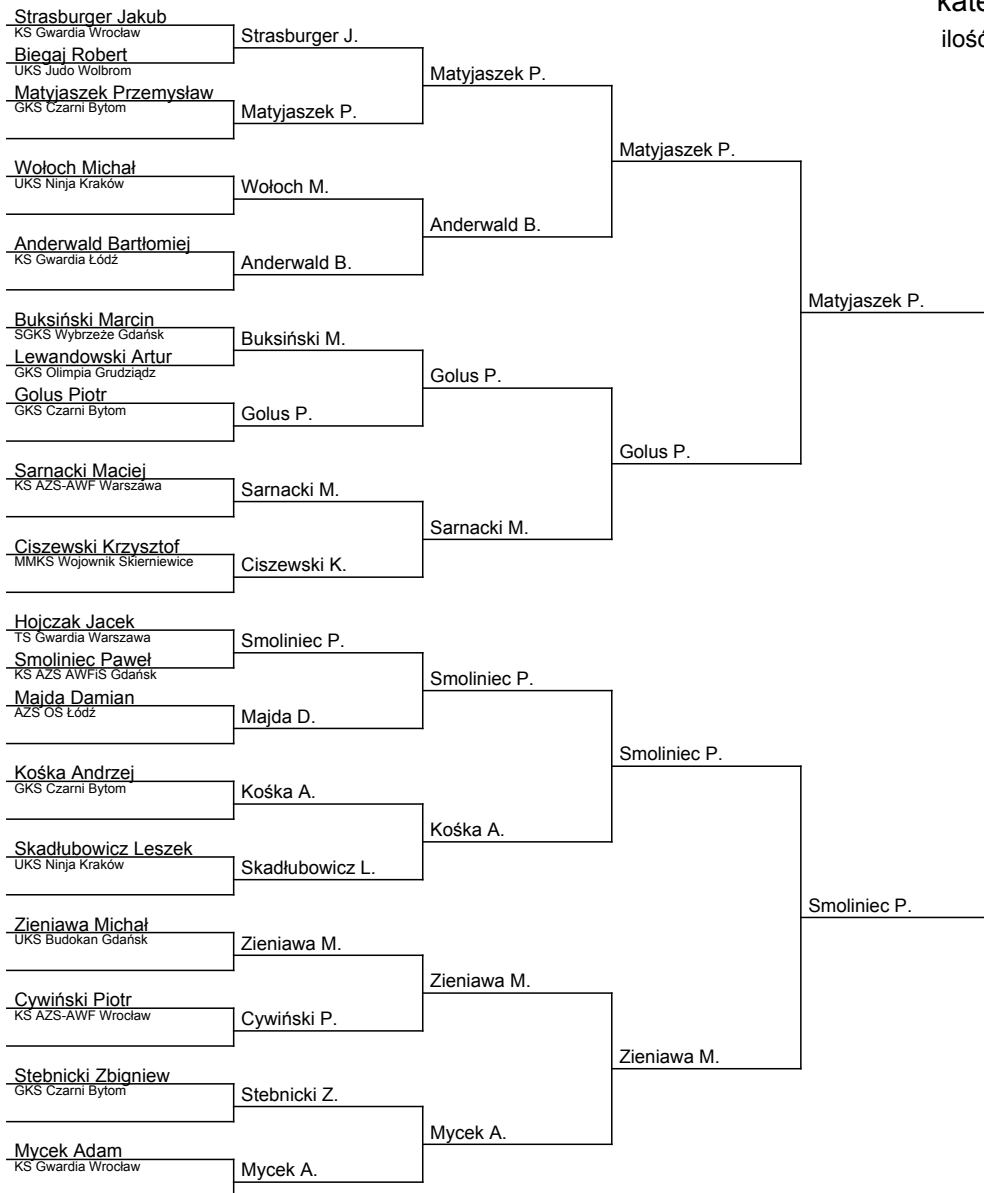 Strasburger Jakub
KS Gwardia Wrocław
Biegaj Robert
UKS Judo Wolbrom
Matyjaszek Przemysław
GKS Czarni Bytom
Wołoch Michał
UKS Ninja Kraków
Anderwald Bartłomiej
KS Gwardia Łódź
Buksiński Marcin
SGKS Wybrzeże Gdańsk
Lewandowski Artur
GKS Olimpia Grudziądz
Golus Piotr
GKS Czarni Bytom
Sarnacki Maciej
KS AZS-AWF Warszawa
Ciszewski Krzysztof
MMKS Wojownik Skierniewice
Hojczak Jacek
TS Gwardia Warszawa
Smoliniec Paweł
KS AZS AWFiS Gdańsk
Majda Damian
AZS OŚ Łódź
Kośka Andrzej
GKS Czarni Bytom
Skadłubowicz Leszek
UKS Ninja Kraków
Zieniawa Michał
UKS Budokan Gdańsk
Cywiński Piotr
KS AZS-AWF Wrocław
Stebnicki Zbigniew
GKS Czarni Bytom
Mycek Adam
KS Gwardia Wrocław
Strasburger J.
Matyjaszek P.
Wołoch M.
Anderwald B.
Buksiński M.
Golus P.
Sarnacki M.
Ciszewski K.
Smoliniec P.
Majda D.
Kośka A.
Skadłubowicz L.
Zieniawa M.
Cywiński P.
Stebnicki Z.
Mycek A.
Matyjaszek P.
Anderwald B.
Golus P.
Sarnacki M.
Smoliniec P.
Kośka A.
Zieniawa M.
Mycek A.
Matyjaszek P.
Golus P.
Smoliniec P.
Zieniawa M.
Matyjaszek P.
Smoliniec P.
kate
ilość